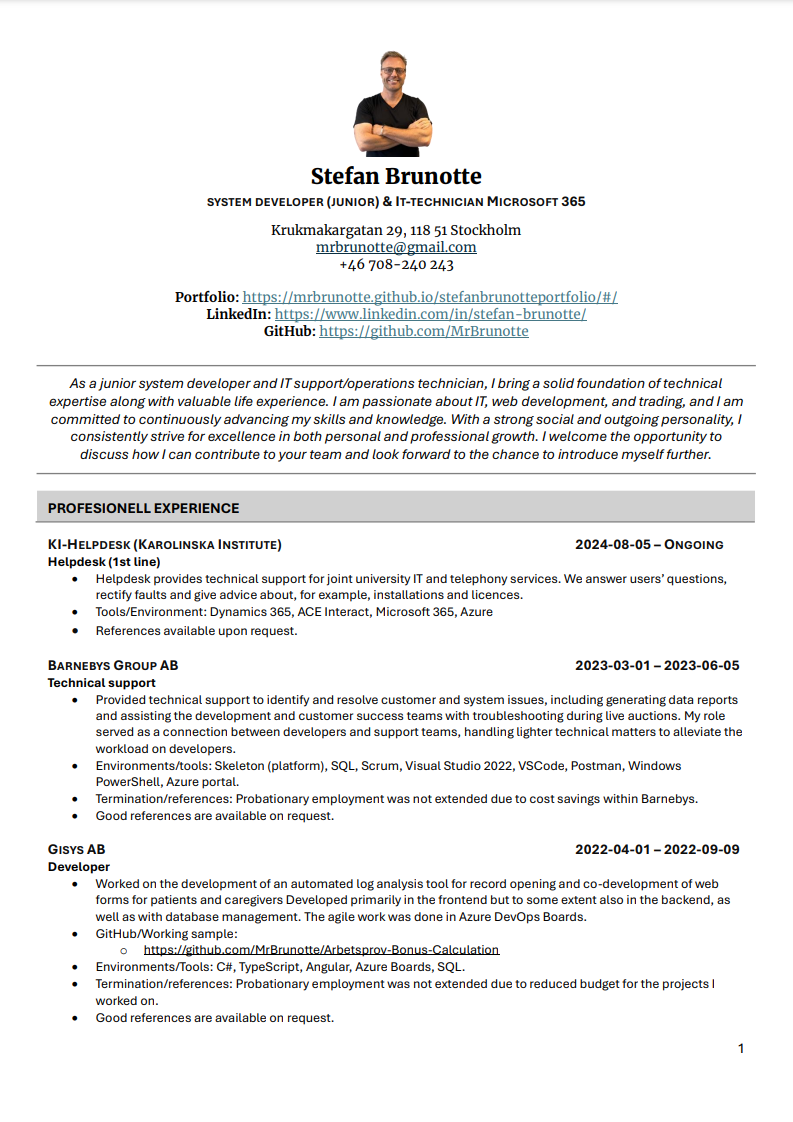 Stefan Brunotte
SYSTEM DEVELOPER (JUNIOR) & IT-TECHNICIAN MICROSOFT 365
Krukmakargatan 29, 118 51 Stockholm
mrbrunotte@gmail.com
+46 708-240 243
Portfolio: https://mrbrunotte.github.io/stefanbrunotteportfolio/#/
LinkedIn: https://www.linkedin.com/in/stefan-brunotte/
GitHub: https://github.com/MrBrunotte
As a junior system developer and IT support/operations technician, I bring a solid foundation of technical
expertise along with valuable life experience. I am passionate about IT, web development, and trading, and I am
committed to continuously advancing my skills and knowledge. With a strong social and outgoing personality, I
consistently strive for excellence in both personal and professional growth. I welcome the opportunity to
discuss how I can contribute to your team and look forward to the chance to introduce myself further.
PROFESIONELL EXPERIENCE
KI-HELPDESK (KAROLINSKA INSTITUTE) 2024-08-05 – ONGOING
Helpdesk (1st line)
• Helpdesk provides technical support for joint university IT and telephony services. We answer users' questions,
rectify faults and give advice about, for example, installations and licences.
• Tools/Environment: Dynamics 365, ACE Interact, Microsoft 365, Azure
• References available upon request.
BARNEBYS GROUP AB 2023-03-01 – 2023-06-05
Technical support
• Provided technical support to identify and resolve customer and system issues, including generating data reports
and assisting the development and customer success teams with troubleshooting during live auctions. My role
served as a connection between developers and support teams, handling lighter technical matters to alleviate the
workload on developers.
• Environments/tools: Skeleton (platform), SQL, Scrum, Visual Studio 2022, VSCode, Postman, Windows
PowerShell, Azure portal.
• Termination/references: Probationary employment was not extended due to cost savings within Barnebys.
• Good references are available on request.
GISYS AB 2022-04-01 – 2022-09-09
Developer
• Worked on the development of an automated log analysis tool for record opening and co-development of web
forms for patients and caregivers Developed primarily in the frontend but to some extent also in the backend, as
well as with database management. The agile work was done in Azure DevOps Boards.
• GitHub/Working sample:
o https://github.com/MrBrunotte/Arbetsprov-Bonus-Calculation
• Environments/Tools: C#, TypeScript, Angular, Azure Boards, SQL.
• Termination/references: Probationary employment was not extended due to reduced budget for the projects I
worked on.
• Good references are available on request.
1